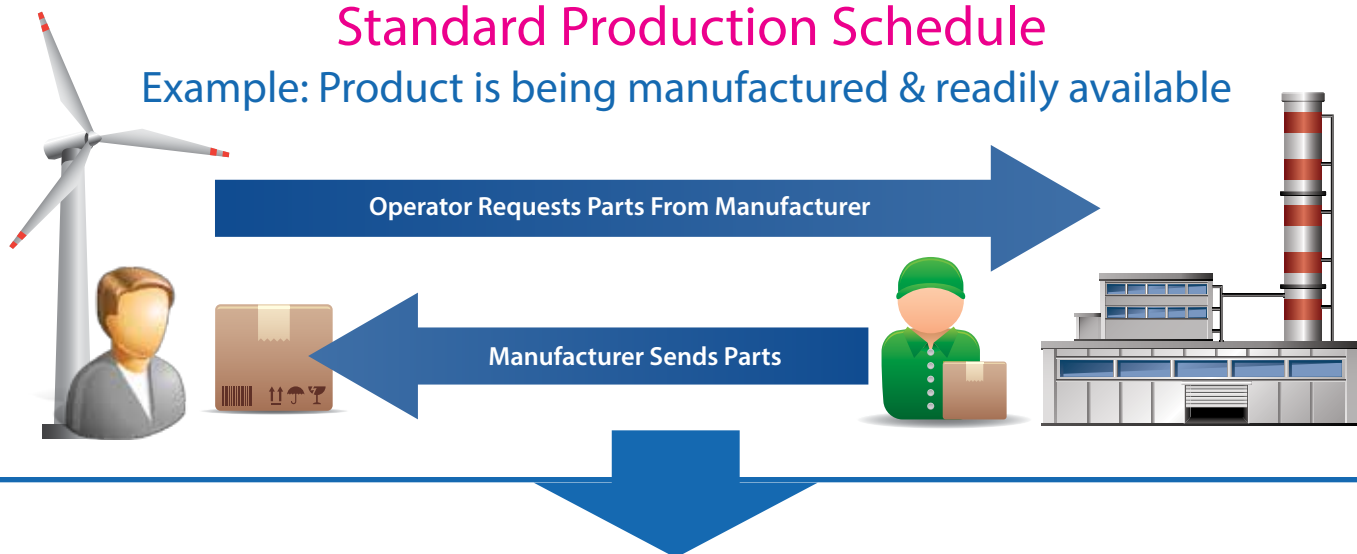 Standard Production Schedule
Example: Product is being manufactured & readily available
Operator Requests Parts From Manufacturer
Manufacturer Sends Parts